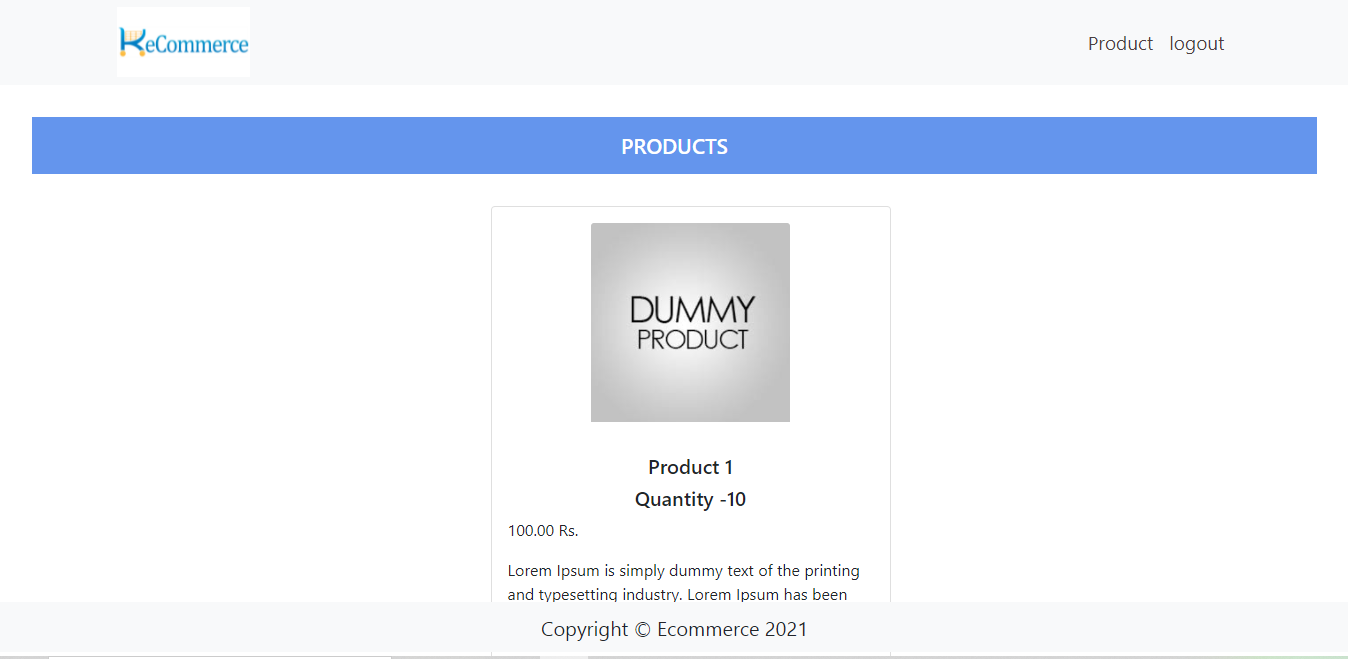 eCommerce
Product logout
PRODUCTS
DUMMY
PRODUCT
Product 1
Quantity -10
100.00 Rs.
Lorem Ipsum is simply dummy text of the printing
and typesetting industry. Lorem Ipsum has been
Copyright © Ecommerce 2021